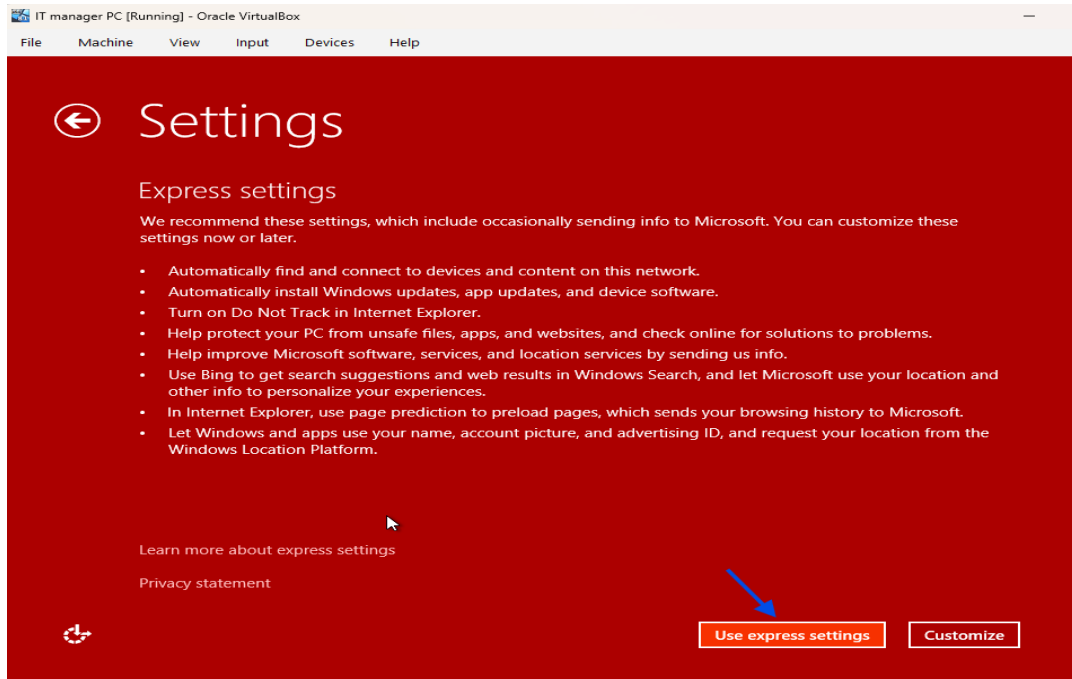 IT manager PC [Running] - Oracle VirtualBox
File Machine View Input Devices Help
Settings
Express settings
We recommend these settings, which include occasionally sending info to Microsoft. You can customize these
settings now or later.
• Automatically find and connect to devices and content on this network.
• Automatically install Windows updates, app updates, and device software.
• Turn on Do Not Track in Internet Explorer.
• Help protect your PC from unsafe files, apps, and websites, and check online for solutions to problems.
• Help improve Microsoft software, services, and location services by sending us info.
• Use Bing to get search suggestions and web results in Windows Search, and let Microsoft use your location and
other info to personalize your experiences.
• In Internet Explorer, use page prediction to preload pages, which sends your browsing history to Microsoft.
• Let Windows and apps use your name, account picture, and advertising ID, and request your location from the
Windows Location Platform.
Learn more about express settings
Privacy statement
Use express settings Customize